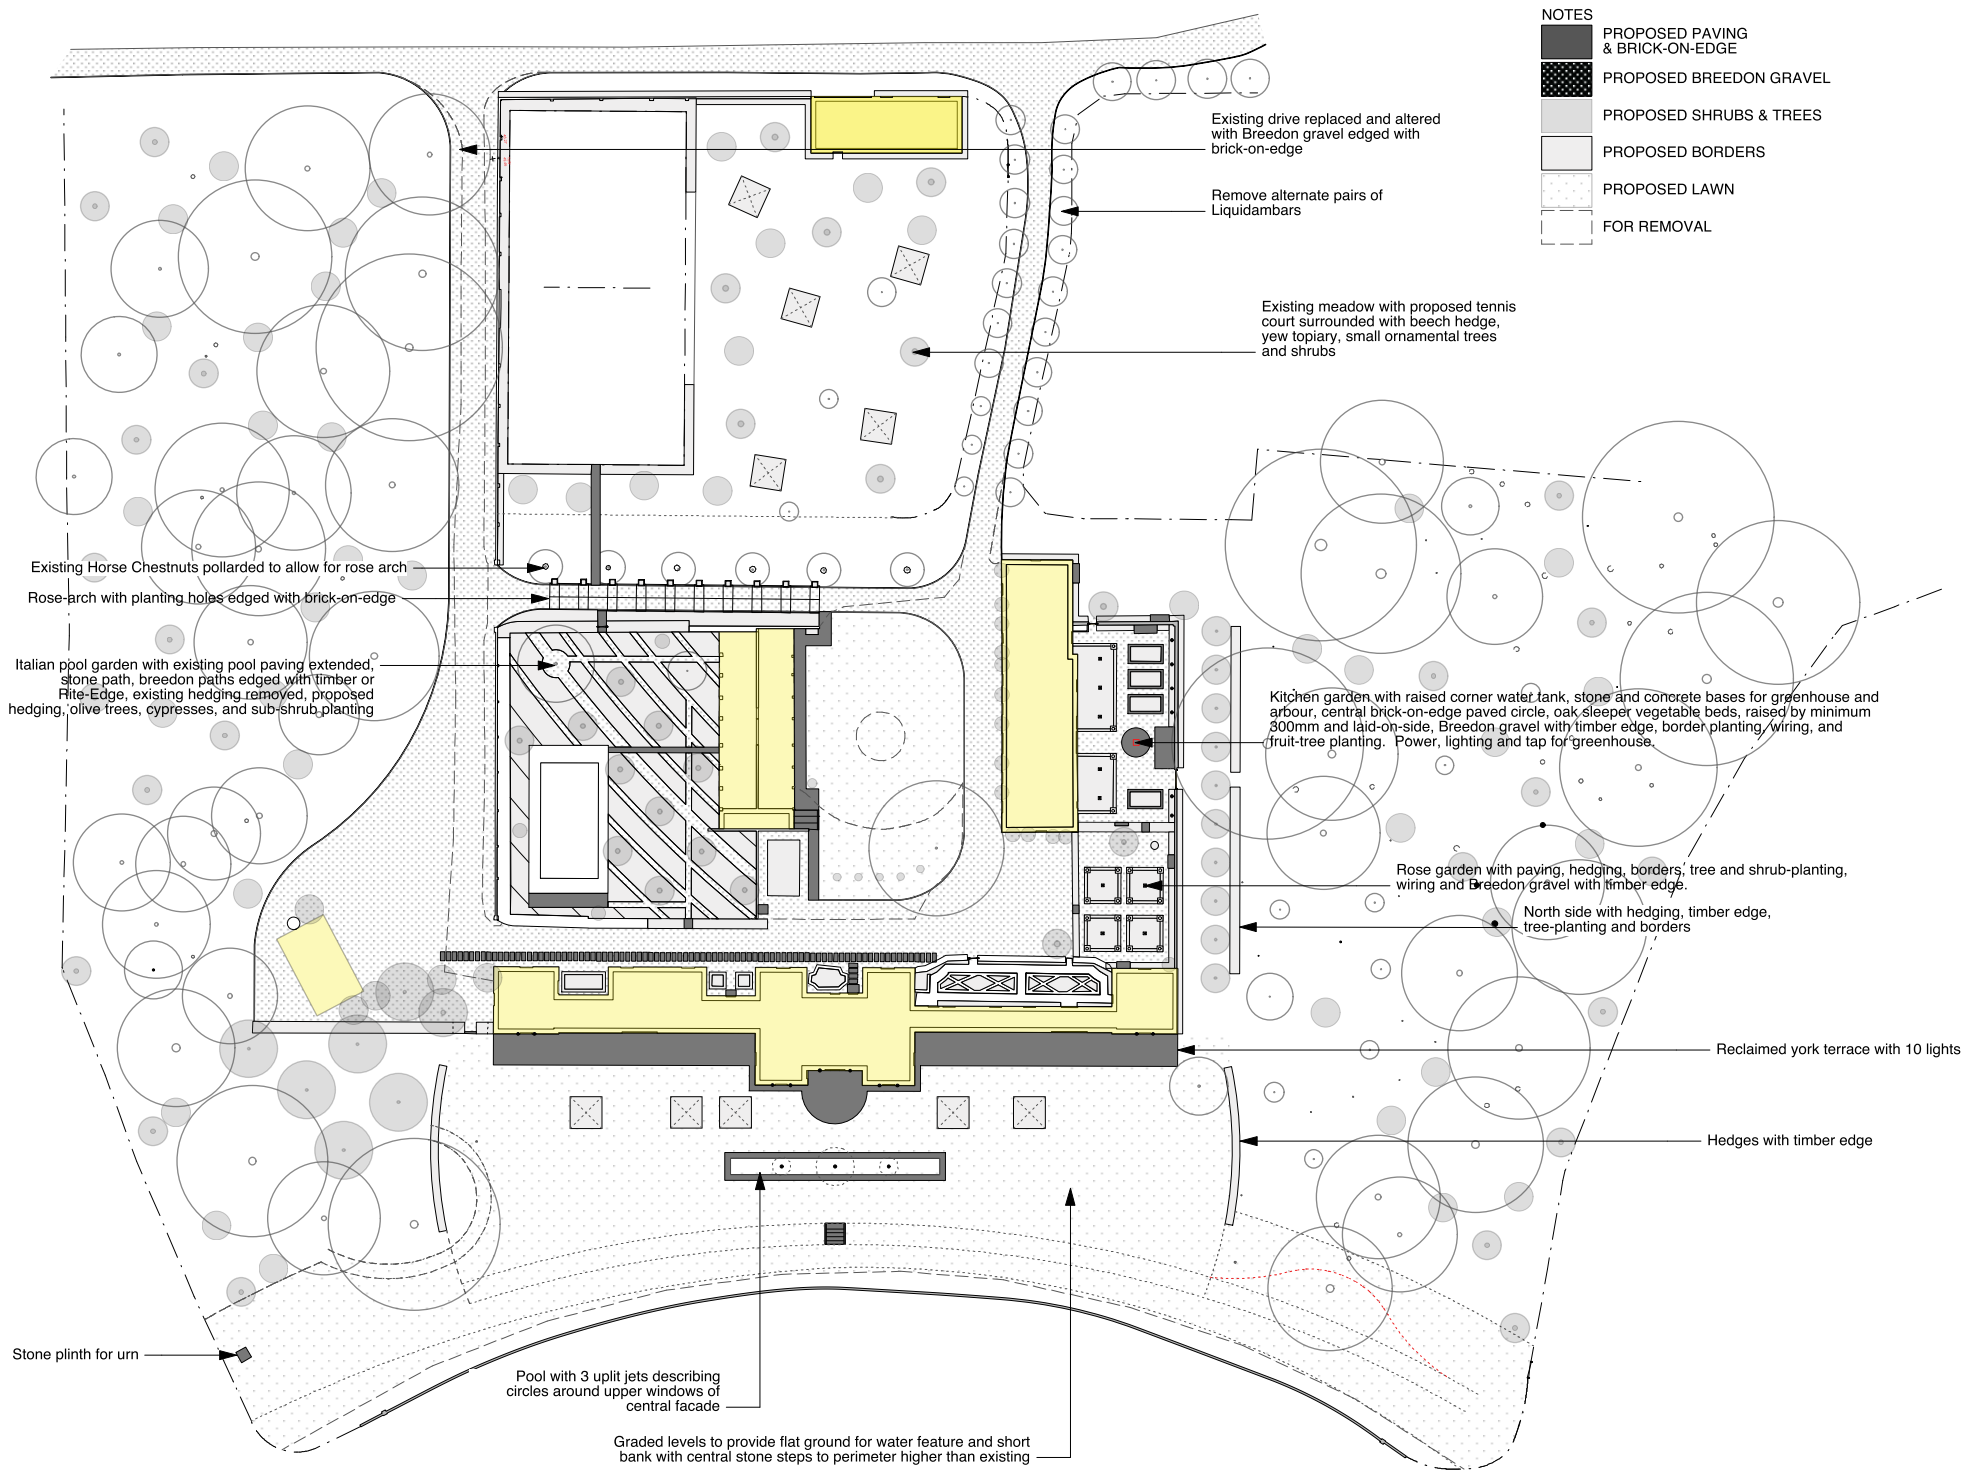 NOTES
PROPOSED PAVING
& BRICK-ON-EDGE
PROPOSED BREEDON GRAVEL
PROPOSED SHRUBS & TREES
PROPOSED BORDERS
PROPOSED LAWN
FOR REMOVAL
Existing drive replaced and altered
with Breedon gravel edged with
brick-on-edge
Remove alternate pairs of
Liquidambars
Existing meadow with proposed tennis
court surrounded with beech hedge,
yew topiary, small ornamental trees
and shrubs
Existing Horse Chestnuts pollarded to allow for rose arch
Rose-arch with planting holes edged with brick-on-edge
Italian pool garden with existing pool paving extended,
stone path, breedon paths edged with timber or
Rite-Edge, existing hedging removed, proposed
hedging, olive trees, cypresses, and sub-shrub planting
Kitchen garden with raised corner water tank, stone and concrete bases for greenhouse and
arbour, central brick-on-edge paved circle, oak sleeper vegetable beds, raised by minimum
300mm and laid-on-side, Breedon gravel with timber edge, border planting, wiring, and
fruit-tree planting. Power, lighting and tap for greenhouse.
Rose garden with paving, hedging, borders, tree and shrub-planting,
wiring and Breedon gravel with timber edge.
North side with hedging, timber edge,
tree-planting and borders
Reclaimed york terrace with 10 lights
Hedges with timber edge
Stone plinth for urn
Pool with 3 uplit jets describing
circles around upper windows of
central facade
Graded levels to provide flat ground for water feature and short
bank with central stone steps to perimeter higher than existing